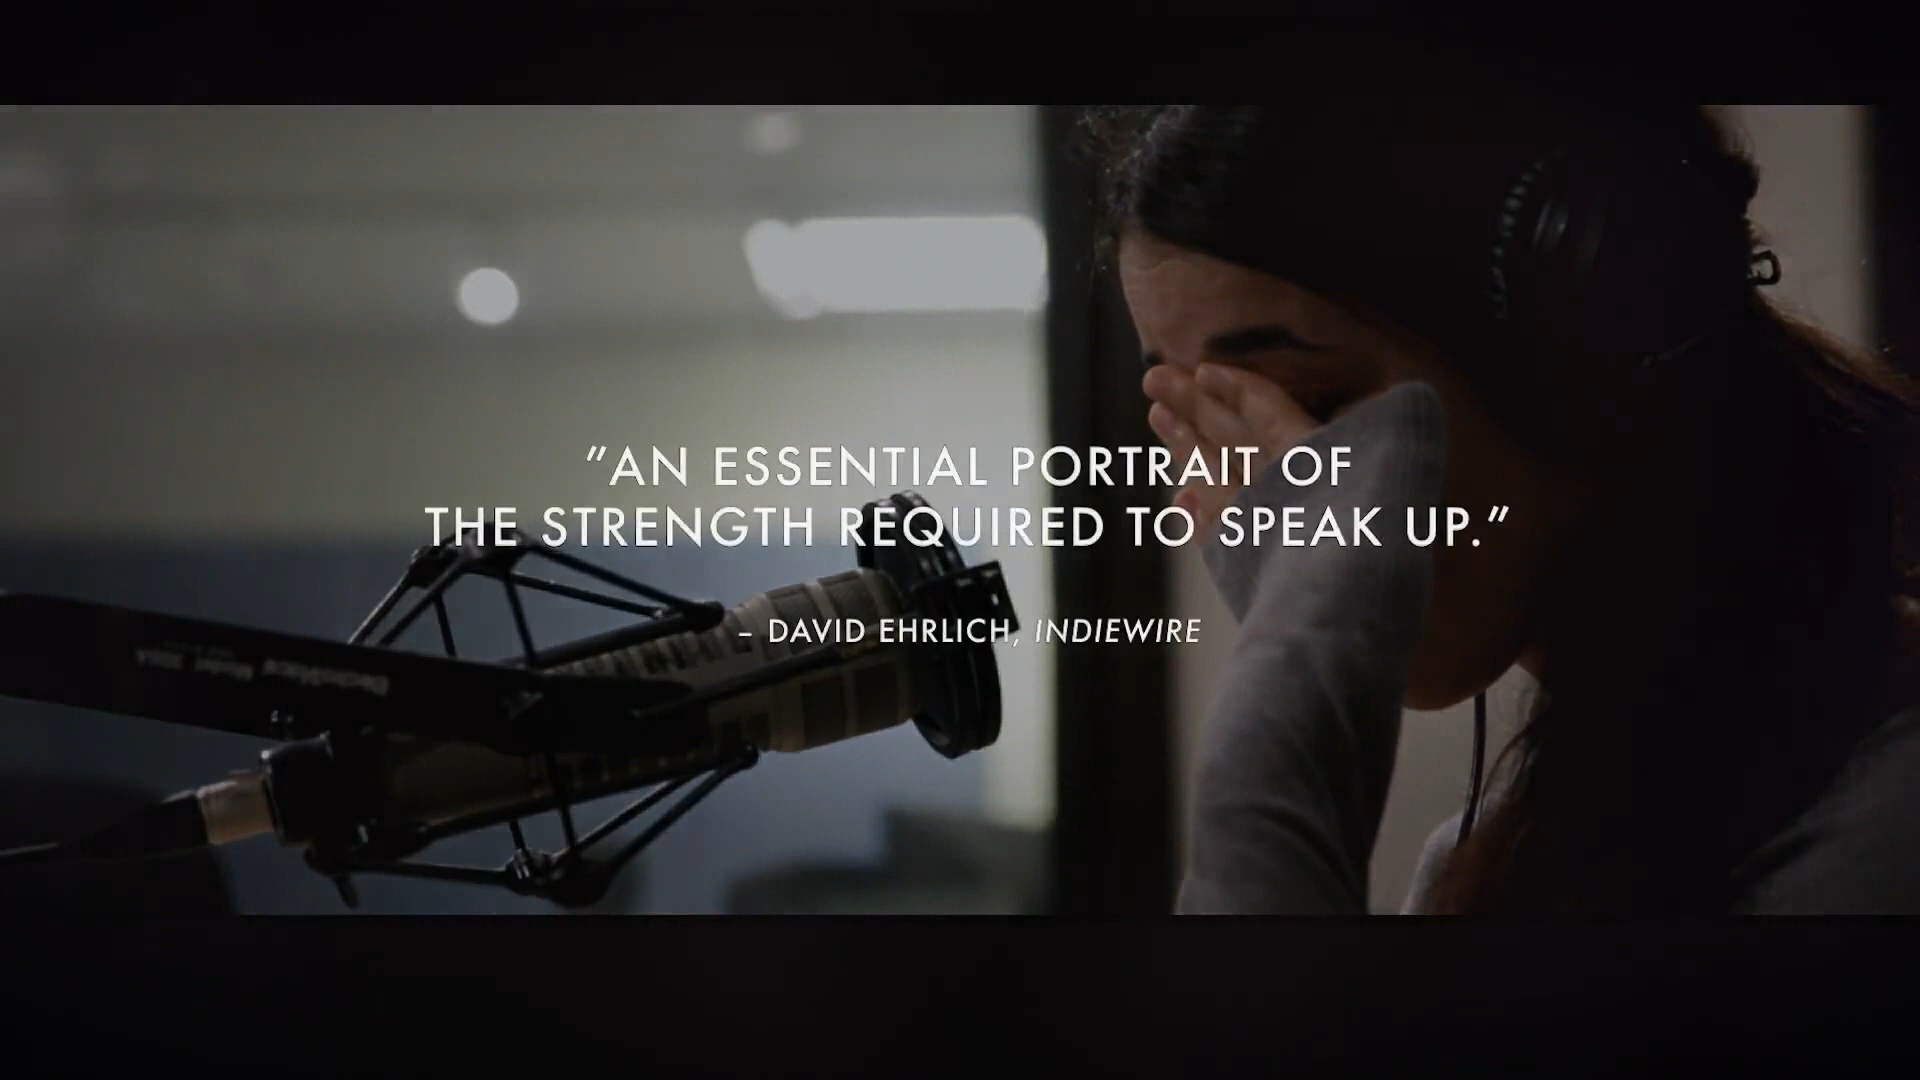 "AN ESSENTIAL PORTRAIT OF
THE STRENGTH REQUIRED TO SPEAK UP."
– DAVID EHRLICH, INDIEWIRE